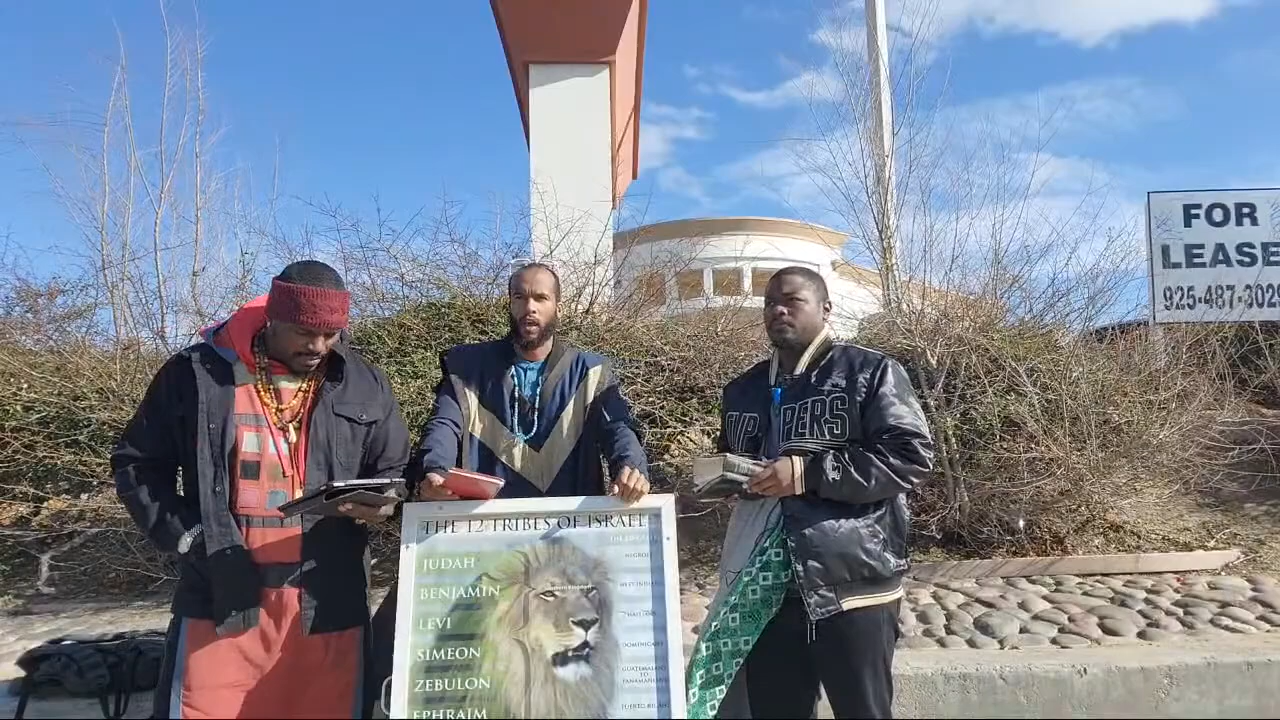 FOR
LEASE
925-487-3029
THE 12 TRIBES OF ISRAEL
JUDAH
NEGROES
BENJAMIN
WEST INDIANS
LEVI
HAITIANS
SIMEON
DOMINICANS
ZEBULON
GUATEMALA
TO
PANAMANIANS
EPHRAIM
PUERTO RICANS
PERS